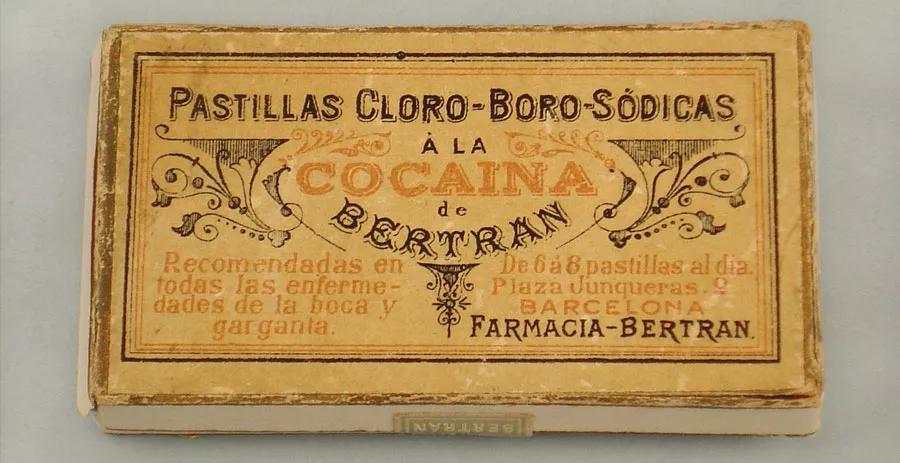 PASTILLAS CLORO-BORO-SÓDICAS
Á LA
COCAINA
de
BERTRAN
Recomendadas en
todas las enferme-
dades de la boca y
garganta.
De 6 á 8 pastillas al dia.
Plaza Junqueras.
BARCELONA
FARMACIA-BERTRAN.
BERTRAN